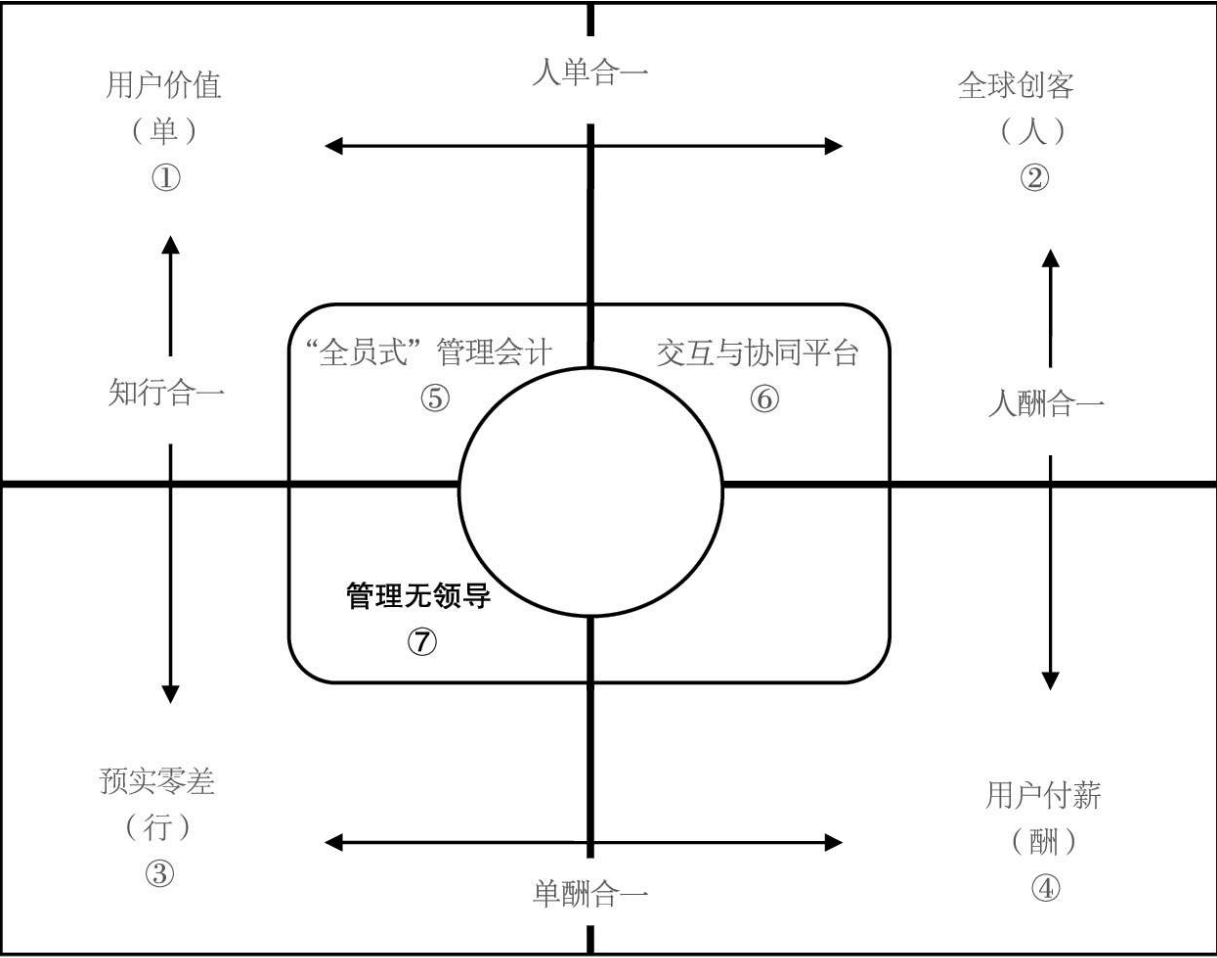 人单合一
用户价值
（单）
①
全球创客
（人）
②
“全员式”管理会计
⑤
交互与协同平台
⑥
知行合一
人酬合一
管理无领导
⑦
预实零差
（行）
③
用户付薪
（酬）
④
单酬合一